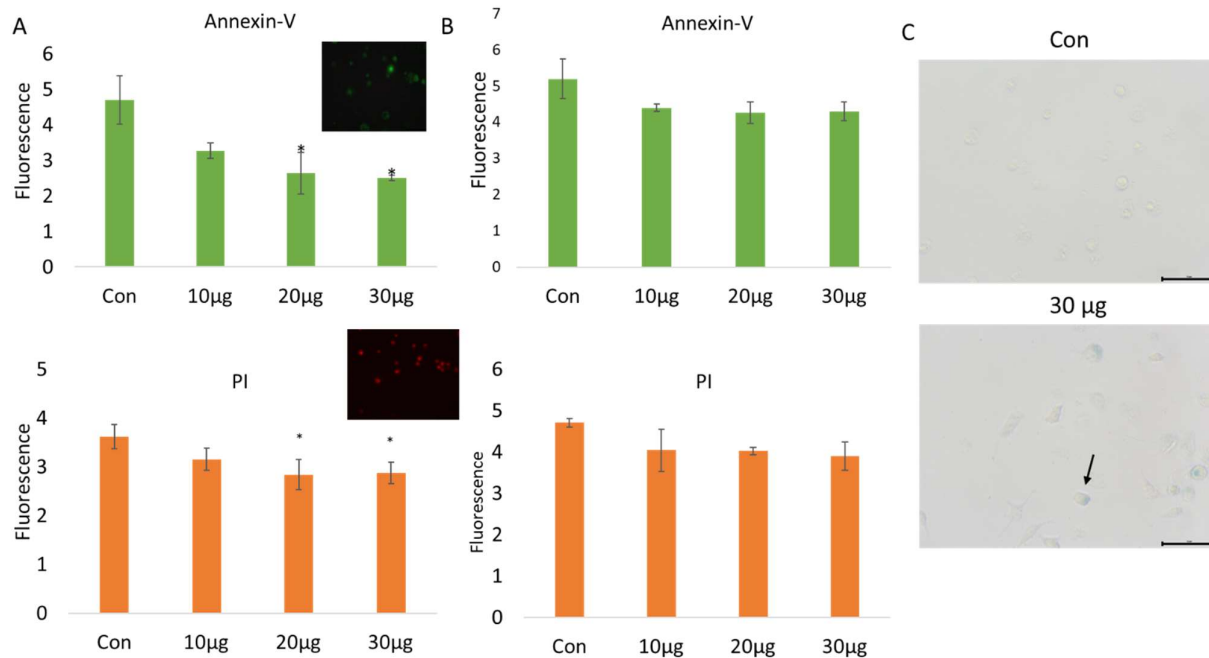 A
Annexin-V
Fluorescence
6
5
4
3
2
1
0
*
*
Con
10µg
20µg
30µg
B
Annexin-V
Fluorescence
7
6
5
4
3
2
1
0
Con
10µg
20µg
30µg
C
Con
30 µg
PI
Fluorescence
5
4
3
2
1
0
*
*
Con
10µg
20µg
30µg
PI
Fluorescence
6
5
4
3
2
1
0
Con
10µg
20µg
30µg